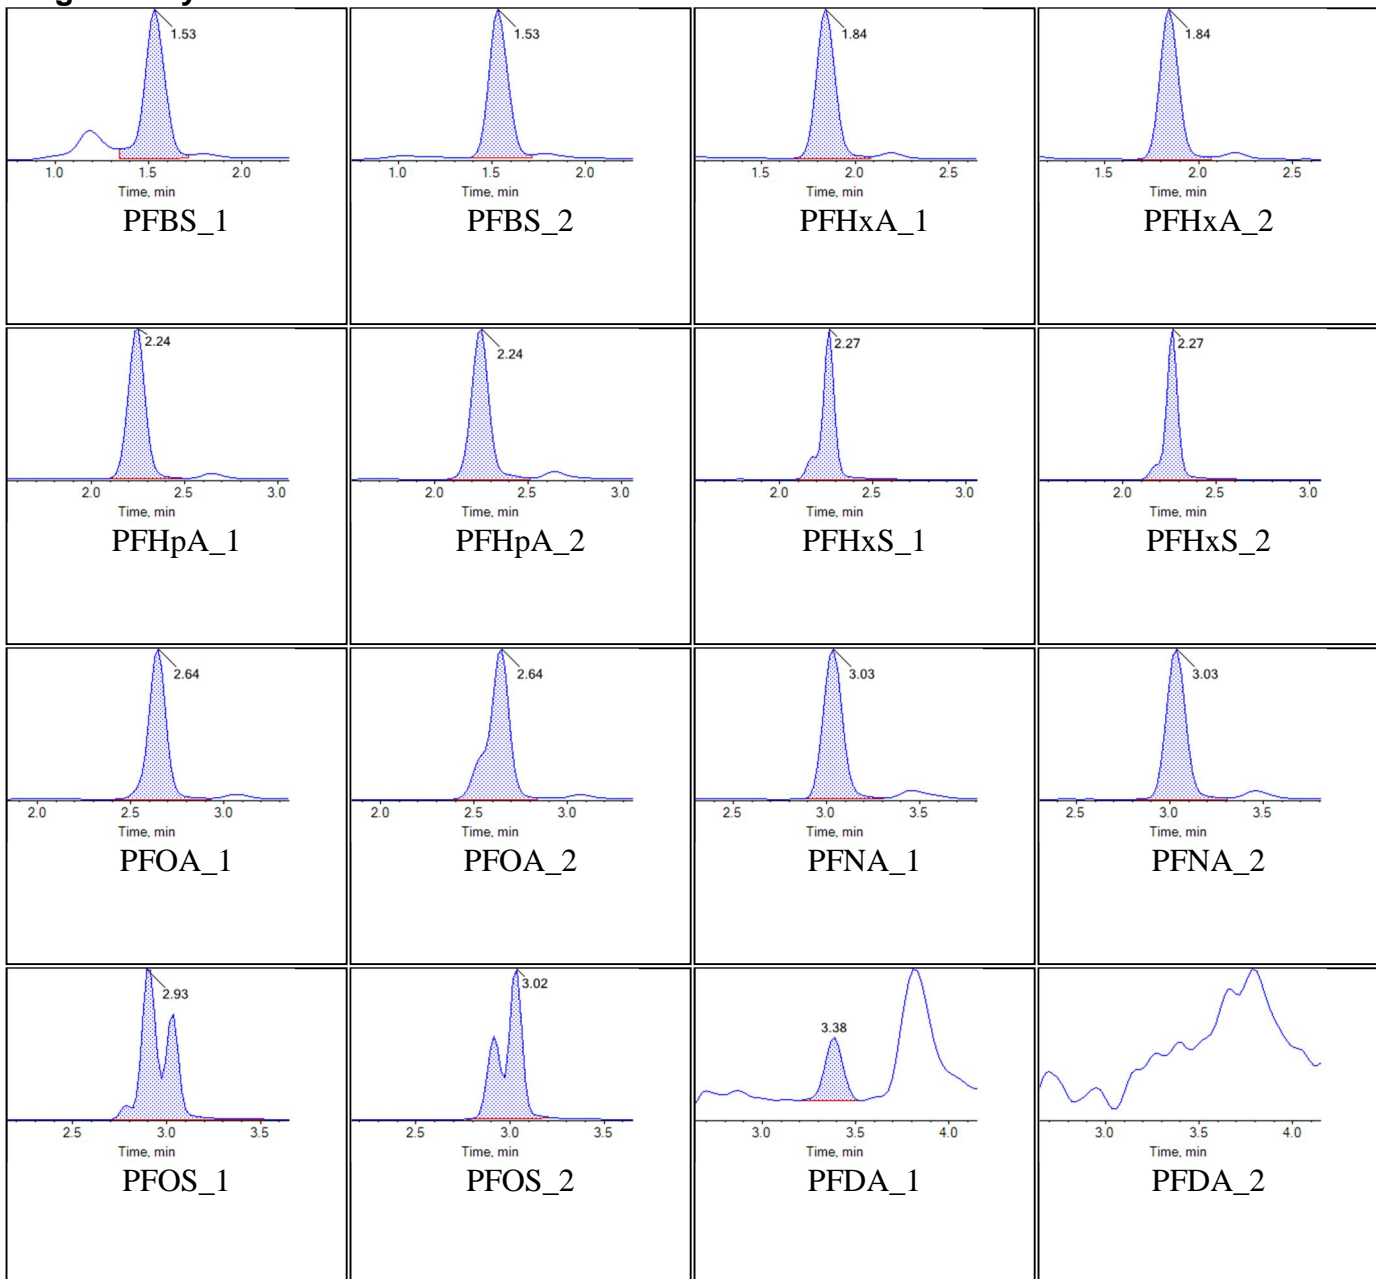 1.53 1.53 1.84 1.84
1.0 1.5 2.0 1.0 1.5 2.0 1.5 2.0 2.5 1.5 2.0 2.5
Time, min Time, min Time, min Time, min
PFBS_1 PFBS_2 PFHxA_1 PFHxA_2
2.24 2.24 2.27 2.27
2.0 2.5 3.0 2.0 2.5 3.0 2.0 2.5 3.0 2.0 2.5 3.0
Time, min Time, min Time, min Time, min
PFHpA_1 PFHpA_2 PFHxS_1 PFHxS_2
2.64 2.64 3.03 3.03
2.0 2.5 3.0 2.0 2.5 3.0 2.5 3.0 3.5 2.5 3.0 3.5
Time, min Time, min Time, min Time, min
PFOA_1 PFOA_2 PFNA_1 PFNA_2
2.93 3.02 3.38
2.5 3.0 3.5 2.5 3.0 3.5 3.0 3.5 4.0 3.0 3.5 4.0
Time, min Time, min Time, min Time, min
PFOS_1 PFOS_2 PFDA_1 PFDA_2